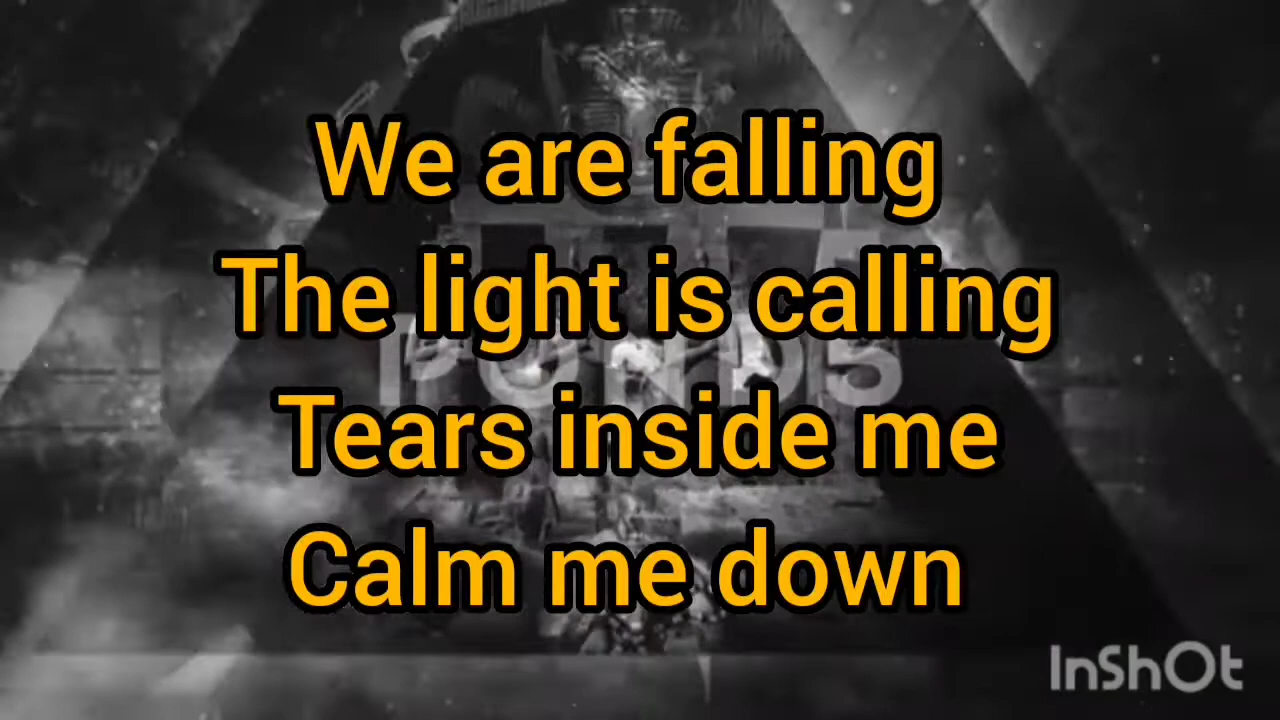 We are falling
The light is calling
Tears inside me
Calm me down
InShOt